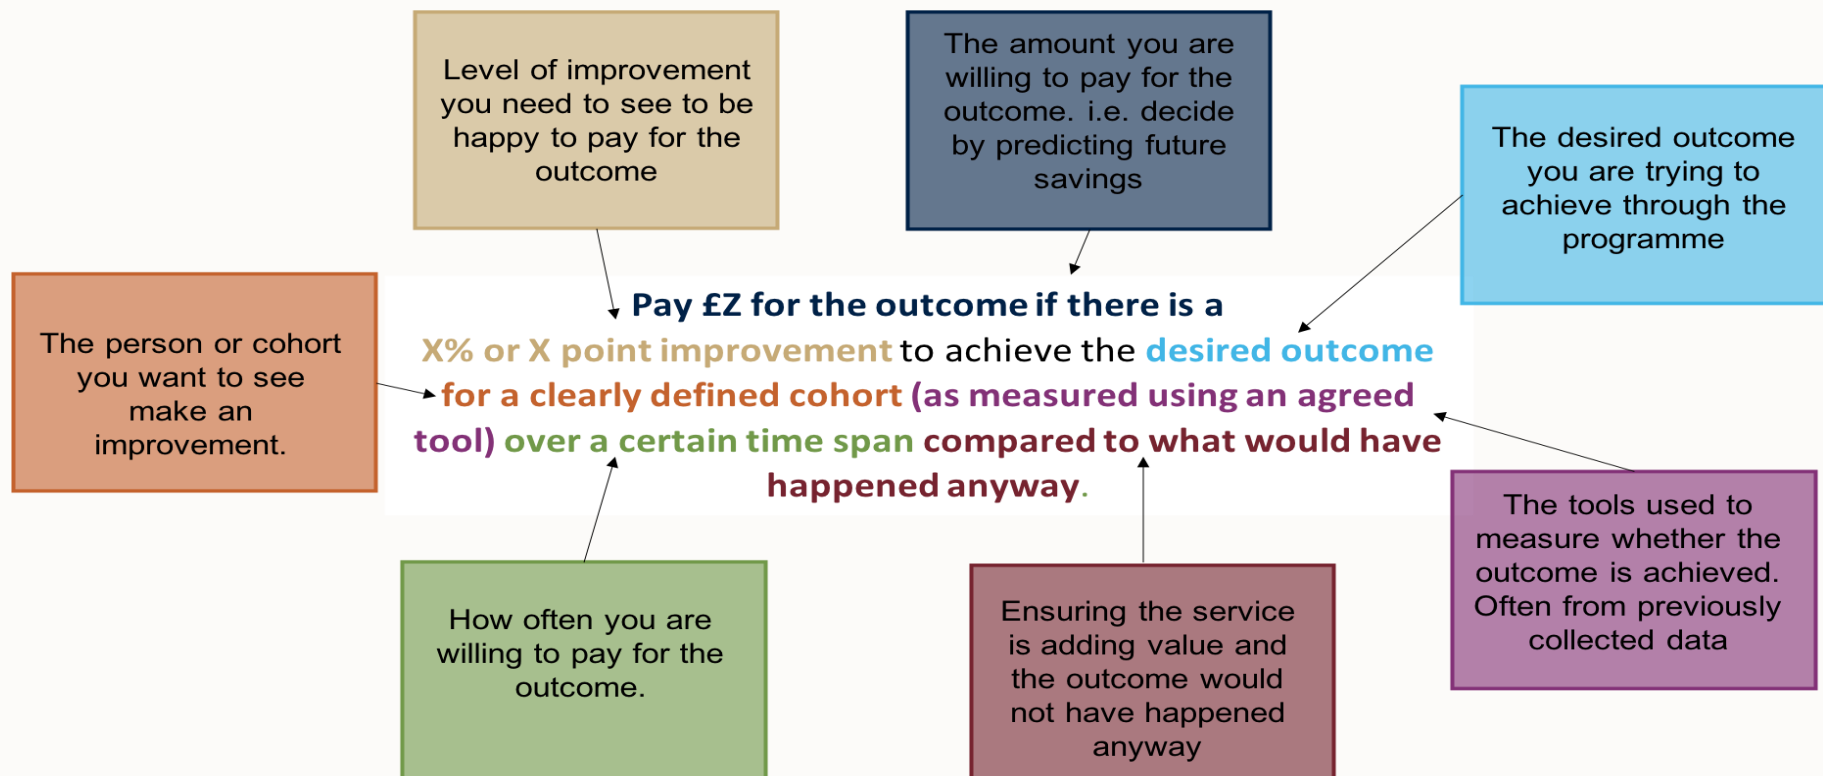 Level of improvement
you need to see to be
happy to pay for the
outcome
The amount you are
willing to pay for the
outcome. i.e. decide
by predicting future
savings
The desired outcome
you are trying to
achieve through the
programme
The person or cohort
you want to see
make an
improvement.
Pay £Z for the outcome if there is a
X% or X point improvement to achieve the desired outcome
for a clearly defined cohort (as measured using an agreed
tool) over a certain time span compared to what would have
happened anyway.
How often you are
willing to pay for the
outcome.
Ensuring the service
is adding value and
the outcome would
not have happened
anyway
The tools used to
measure whether the
outcome is achieved.
Often from previously
collected data